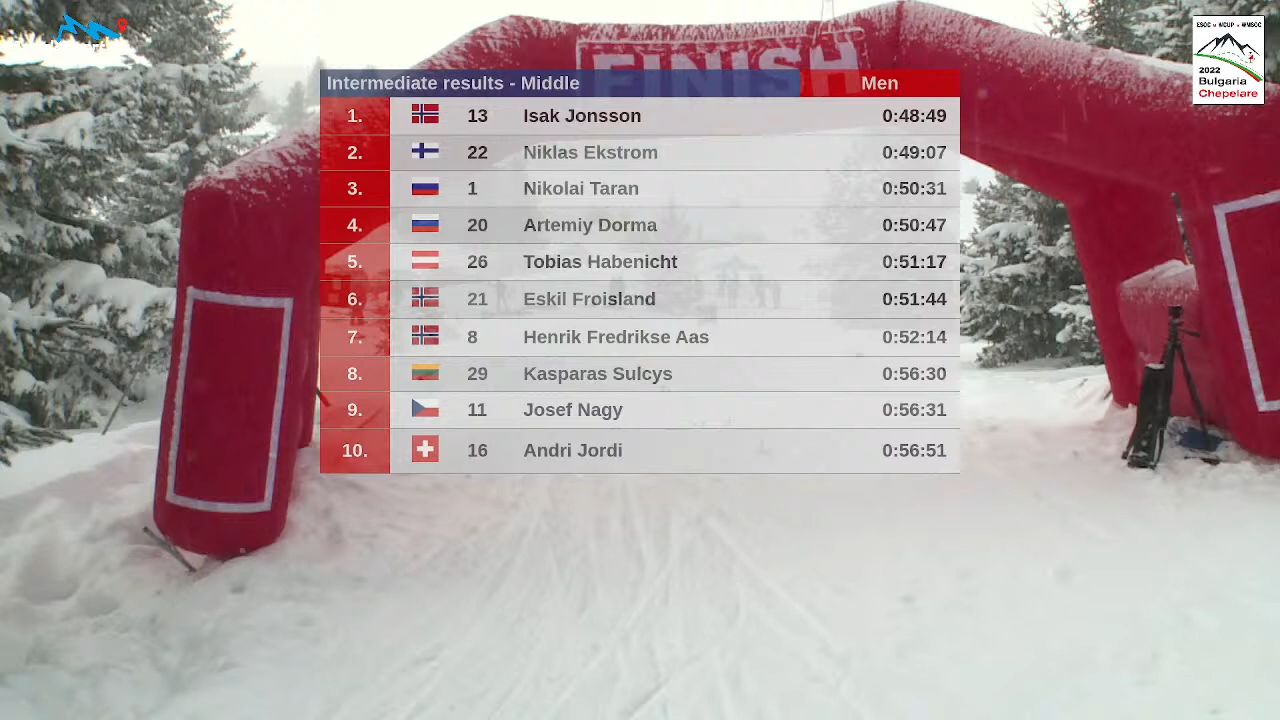 ESOC WCUP WMSOC
2022
Bulgaria
Chepelare
FINISH
Intermediate results - Middle Men
1. 13 Isak Jonsson 0:48:49
2. 22 Niklas Ekstrom 0:49:07
3. 1 Nikolai Taran 0:50:31
4. 20 Artemiy Dorma 0:50:47
5. 26 Tobias Habenicht 0:51:17
6. 21 Eskil Froisland 0:51:44
7. 8 Henrik Fredrikse Aas 0:52:14
8. 29 Kasparas Sulcys 0:56:30
9. 11 Josef Nagy 0:56:31
10. 16 Andri Jordi 0:56:51